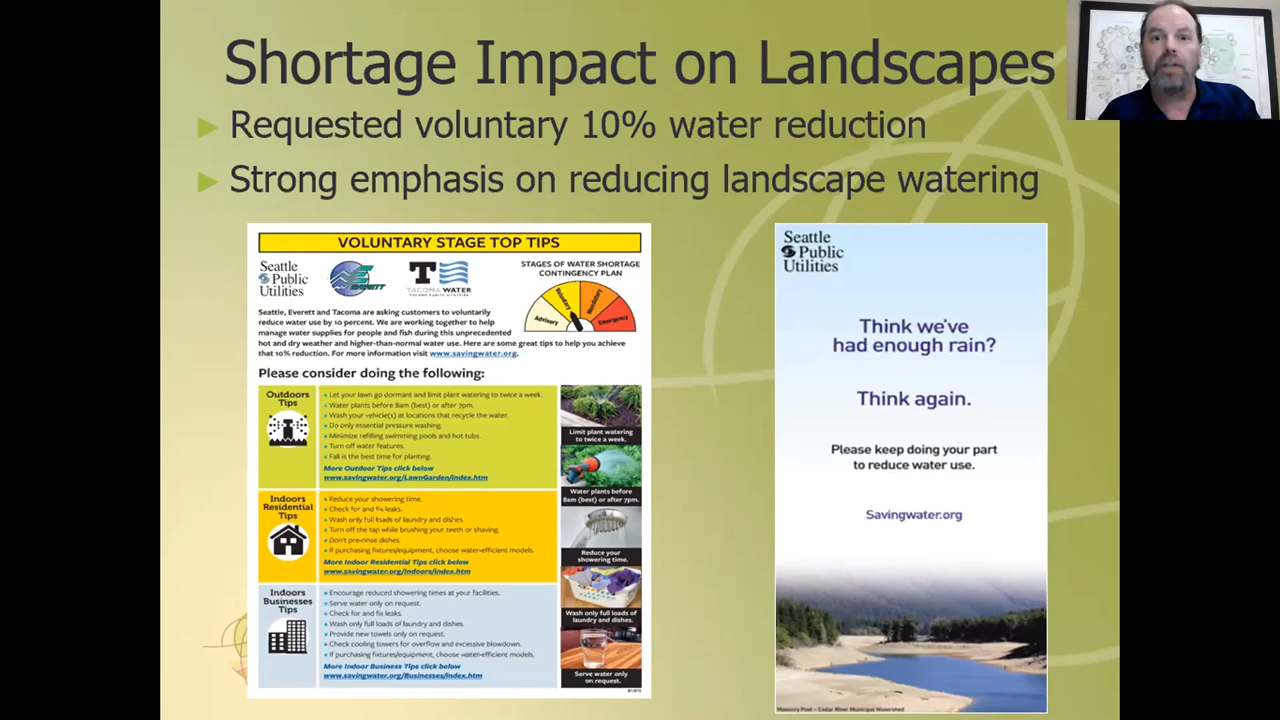 Shortage Impact on Landscapes
Requested voluntary 10% water reduction
Strong emphasis on reducing landscape watering
VOLUNTARY STAGE TOP TIPS
Seattle
Public
Utilities
EVERETT
T
TACOMA WATER
TACOMA PUBLIC UTILITIES
STAGES OF WATER SHORTAGE
CONTINGENCY PLAN
Advisory
Voluntary
Mandatory
Emergency
Seattle, Everett and Tacoma are asking customers to voluntarily
reduce water use by 10 percent. We are working together to help
manage water supplies for people and fish during this unprecedented
hot and dry weather and higher-than-normal water use. Here are some great tips to help you achieve
that 10% reduction. For more information visit www.savingwater.org.
Please consider doing the following:
Outdoors
Tips
• Let your lawn go dormant and limit plant watering to twice a week.
• Water plants before 8am (best) or after 7pm.
• Wash your vehicle(s) at locations that recycle the water.
• Do only essential pressure washing.
• Minimize refilling swimming pools and hot tubs.
• Turn off water features.
• Fall is the best time for planting.
More Outdoor Tips click below
www.savingwater.org/LawnGarden/index.htm
Limit plant watering
to twice a week.
Water plants before
8am (best) or after 7pm.
Indoors
Residential
Tips
• Reduce your showering time.
• Check for and fix leaks.
• Wash only full loads of laundry and dishes.
• Turn off the tap while brushing your teeth or shaving.
• Don't pre-rinse dishes.
• If purchasing fixtures/equipment, choose water-efficient models.
More Indoor Residential Tips click below
www.savingwater.org/Indoors/index.htm
Reduce your
showering time.
Indoors
Businesses
Tips
• Encourage reduced showering times at your facilities.
• Serve water only on request.
• Check for and fix leaks.
• Wash only full loads of laundry and dishes.
• Provide new towels only on request.
• Check cooling towers for overflow and excessive blowdown.
• If purchasing fixtures/equipment, choose water-efficient models.
More Indoor Business Tips click below
www.savingwater.org/Businesses/index.htm
Wash only full loads of
laundry and dishes.
Serve water only
on request.
Seattle
Public
Utilities
Think we've
had enough rain?
Think again.
Please keep doing your part
to reduce water use.
Savingwater.org
Masonry Pool - Cedar River Municipal Watershed